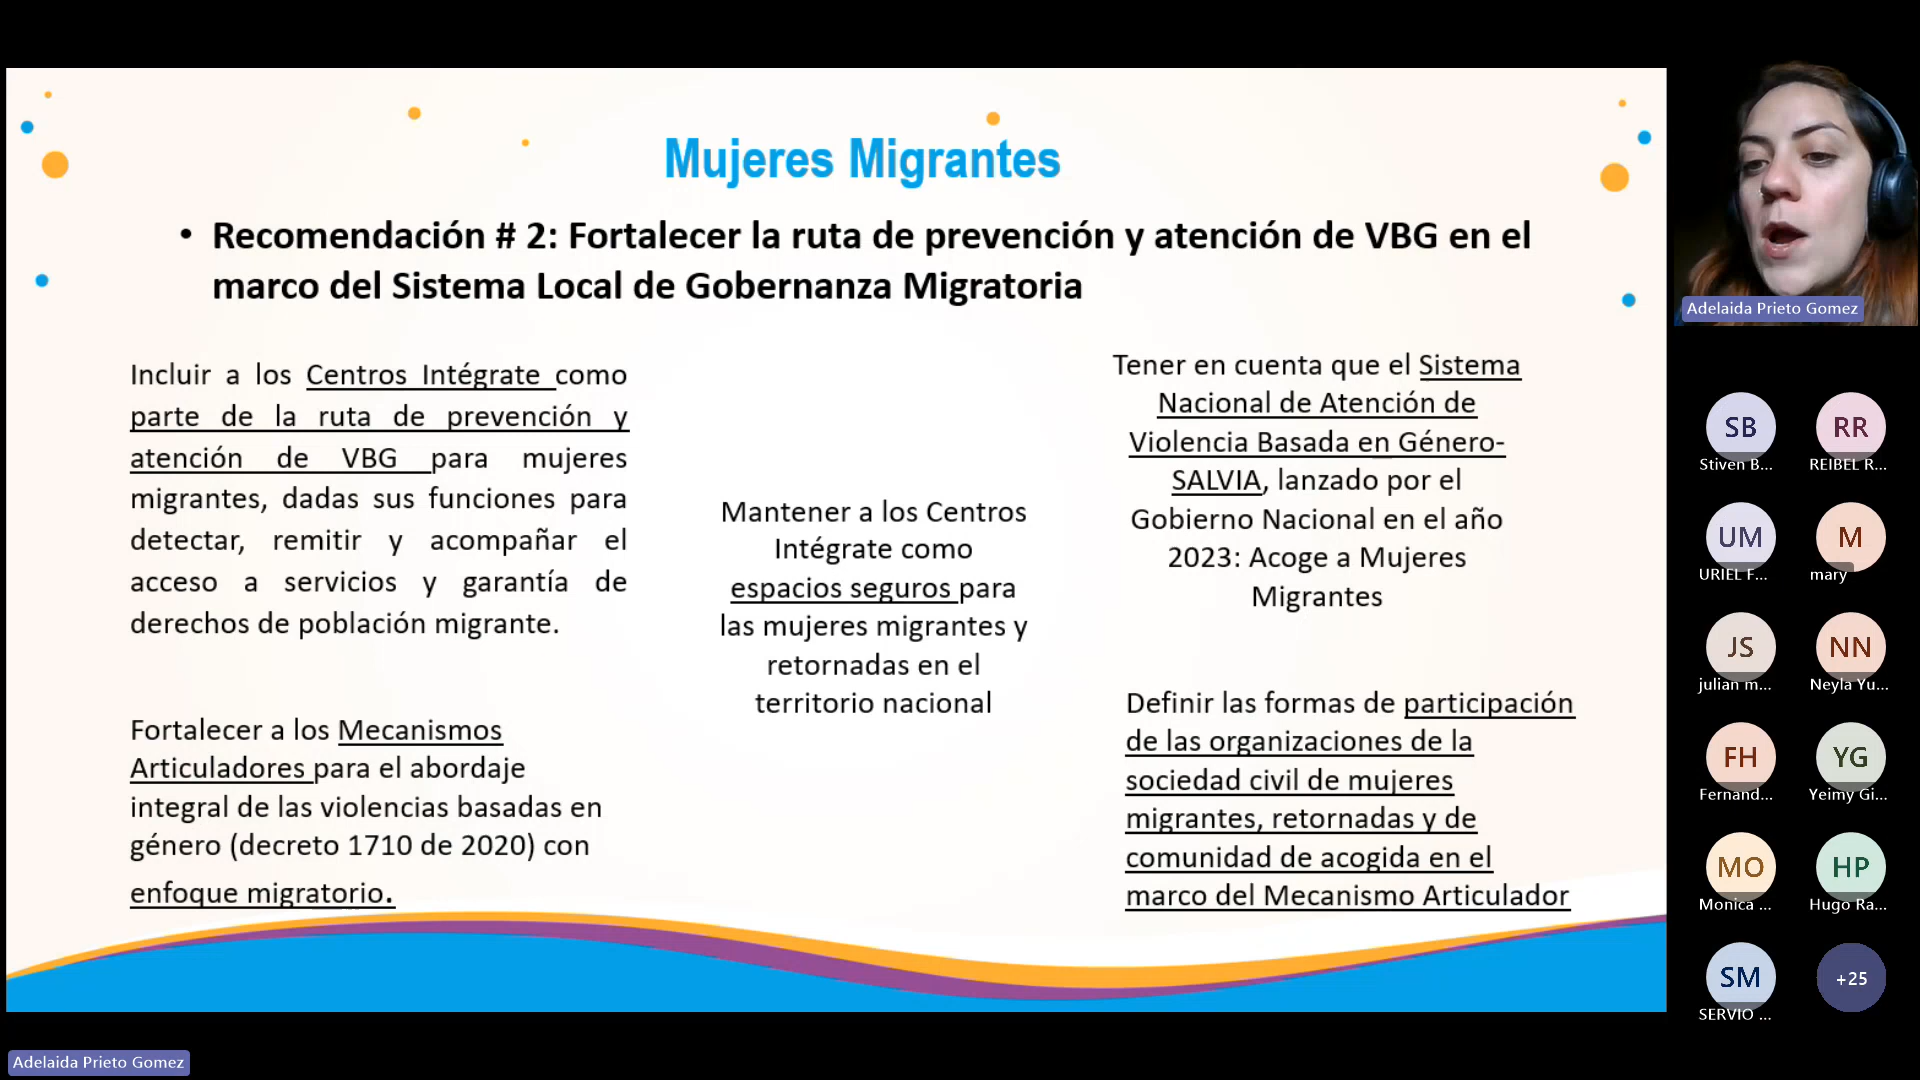 Mujeres Migrantes
• Recomendación # 2: Fortalecer la ruta de prevención y atención de VBG en el
marco del Sistema Local de Gobernanza Migratoria
Incluir a los Centros Intégrate como
parte de la ruta de prevención y
atención de VBG para mujeres
migrantes, dadas sus funciones para
detectar, remitir y acompañar el
acceso a servicios y garantía de
derechos de población migrante.
Fortalecer a los Mecanismos
Articuladores para el abordaje
integral de las violencias basadas en
género (decreto 1710 de 2020) con
enfoque migratorio.
Mantener a los Centros
Intégrate como
espacios seguros para
las mujeres migrantes y
retornadas en el
territorio nacional
Tener en cuenta que el Sistema
Nacional de Atención de
Violencia Basada en Género-
SALVIA, lanzado por el
Gobierno Nacional en el año
2023: Acoge a Mujeres
Migrantes
Definir las formas de participación
de las organizaciones de la
sociedad civil de mujeres
migrantes, retornadas y de
comunidad de acogida en el
marco del Mecanismo Articulador
Adelaida Prieto Gomez
SB
Stiven B...
RR
REIBEL R...
UM
URIEL F...
M
mary
JS
julian m...
NN
Neyla Yu...
FH
Fernand...
YG
Yeimy Gi...
MO
Monica ...
HP
Hugo Ra...
SM
SERVIO ...
+25
Adelaida Prieto Gomez